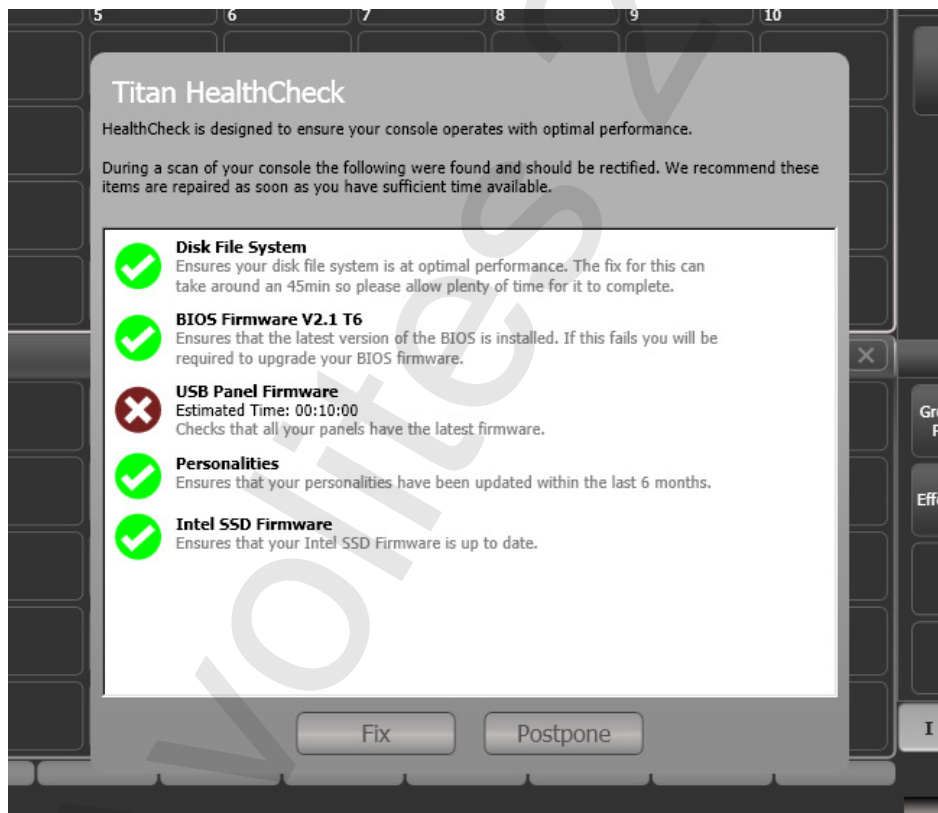 5 6 7 8 9 10
Titan HealthCheck
HealthCheck is designed to ensure your console operates with optimal performance.
During a scan of your console the following were found and should be rectified. We recommend these
items are repaired as soon as you have sufficient time available.
Disk File System
Ensures your disk file system is at optimal performance. The fix for this can
take around an 45min so please allow plenty of time for it to complete.
BIOS Firmware V2.1 T6
Ensures that the latest version of the BIOS is installed. If this fails you will be
required to upgrade your BIOS firmware.
USB Panel Firmware
Estimated Time: 00:10:00
Checks that all your panels have the latest firmware.
Personalities
Ensures that your personalities have been updated within the last 6 months.
Intel SSD Firmware
Ensures that your Intel SSD Firmware is up to date.
Fix Postpone
volites 2